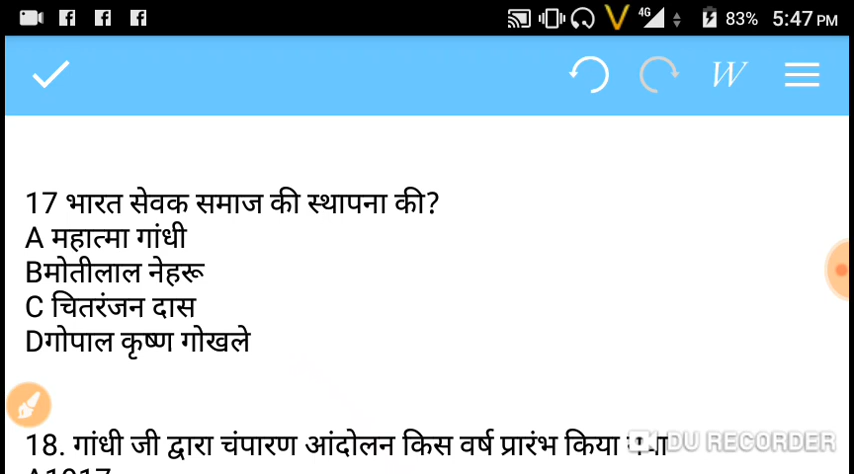 4G 83% 5:47 PM
W
17 भारत सेवक समाज की स्थापना की?
A महात्मा गांधी
Bमोतीलाल नेहरू
C चितरंजन दास
Dगोपाल कृष्ण गोखले
18. गांधी जी द्वारा चंपारण आंदोलन किस वर्ष प्रारंभ किया
DU RECORDER